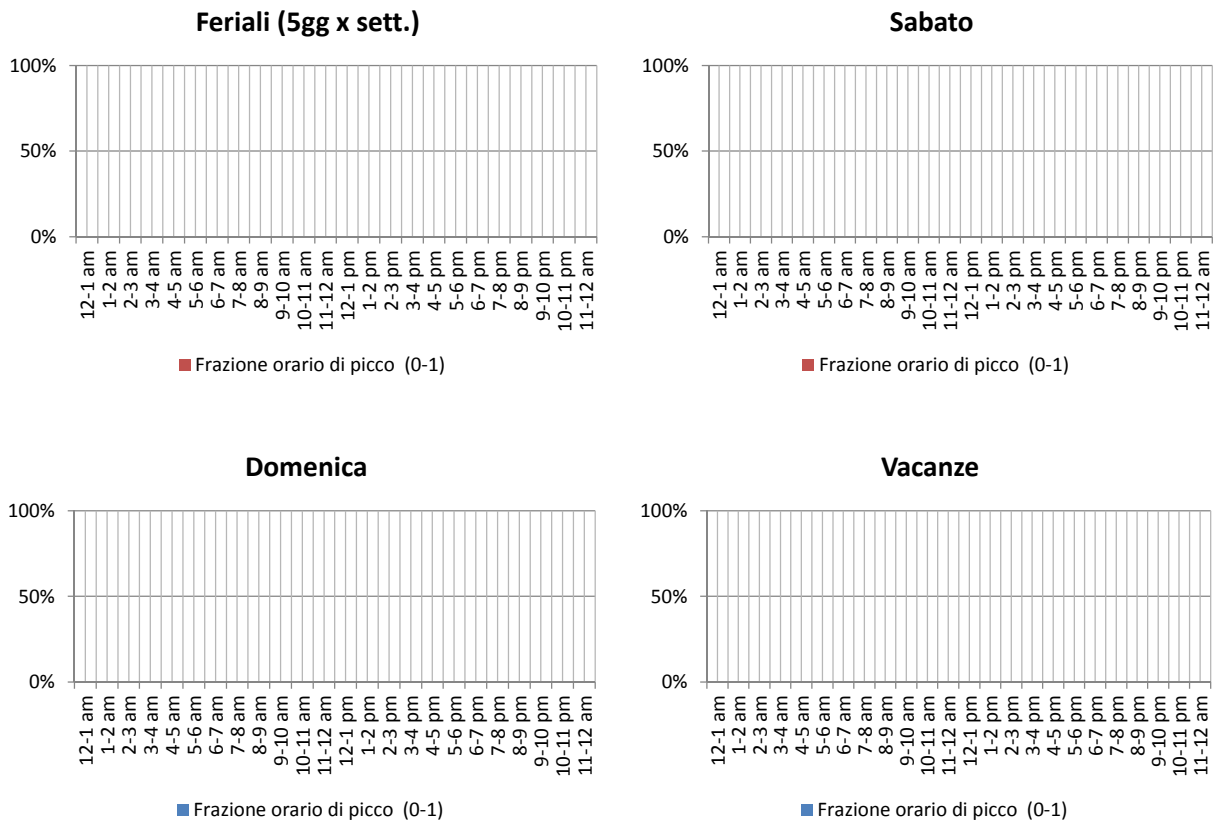 Feriali (5gg x sett.)
100%
50%
0%
12-1 am
1-2 am
2-3 am
3-4 am
4-5 am
5-6 am
6-7 am
7-8 am
8-9 am
9-10 am
10-11 am
11-12 am
12-1 pm
1-2 pm
2-3 pm
3-4 pm
4-5 pm
5-6 pm
6-7 pm
7-8 pm
8-9 pm
9-10 pm
10-11 pm
11-12 am
Frazione orario di picco (0-1)
Sabato
100%
50%
0%
12-1 am
1-2 am
2-3 am
3-4 am
4-5 am
5-6 am
6-7 am
7-8 am
8-9 am
9-10 am
10-11 am
11-12 am
12-1 pm
1-2 pm
2-3 pm
3-4 pm
4-5 pm
5-6 pm
6-7 pm
7-8 pm
8-9 pm
9-10 pm
10-11 pm
11-12 am
Frazione orario di picco (0-1)
Domenica
100%
50%
0%
12-1 am
1-2 am
2-3 am
3-4 am
4-5 am
5-6 am
6-7 am
7-8 am
8-9 am
9-10 am
10-11 am
11-12 am
12-1 pm
1-2 pm
2-3 pm
3-4 pm
4-5 pm
5-6 pm
6-7 pm
7-8 pm
8-9 pm
9-10 pm
10-11 pm
11-12 am
Frazione orario di picco (0-1)
Vacanze
100%
50%
0%
12-1 am
1-2 am
2-3 am
3-4 am
4-5 am
5-6 am
6-7 am
7-8 am
8-9 am
9-10 am
10-11 am
11-12 am
12-1 pm
1-2 pm
2-3 pm
3-4 pm
4-5 pm
5-6 pm
6-7 pm
7-8 pm
8-9 pm
9-10 pm
10-11 pm
11-12 am
Frazione orario di picco (0-1)